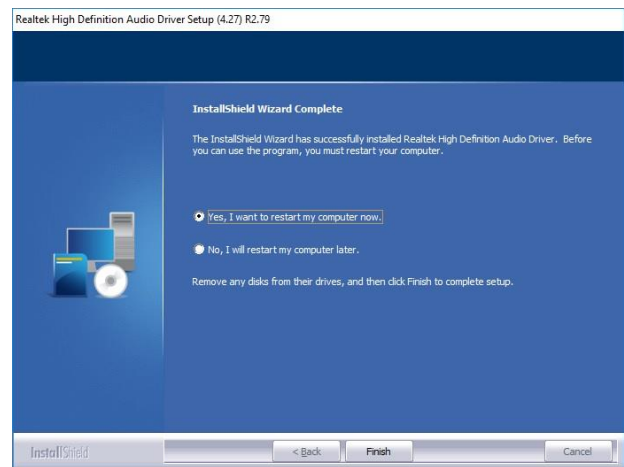 Realtek High Definition Audio Driver Setup (4.27) R2.79
InstallShield Wizard Complete
The InstallShield Wizard has successfully installed Realtek High Definition Audio Driver. Before
you can use the program, you must restart your computer.
Yes, I want to restart my computer now.
No, I will restart my computer later.
Remove any disks from their drives, and then click Finish to complete setup.
InstallShield
< Back
Finish
Cancel